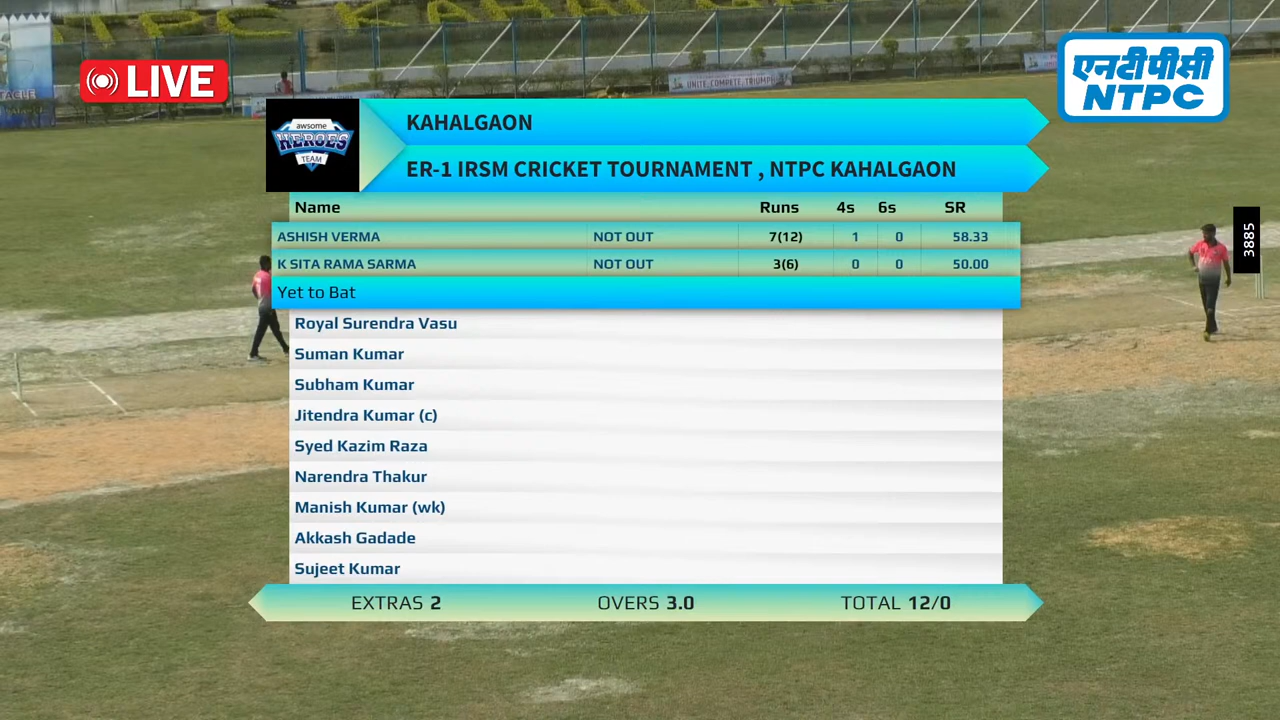 LIVE
एनटीपीसी
NTPC
TACLE
UNITE. COMPETE. TRIUMPH
awsome
HEROES
TEAM
KAHALGAON
ER-1 IRSM CRICKET TOURNAMENT , NTPC KAHALGAON
Name Runs 4s 6s SR
ASHISH VERMA NOT OUT 7(12) 1 0 58.33
K SITA RAMA SARMA NOT OUT 3(6) 0 0 50.00
Yet to Bat
Royal Surendra Vasu
Suman Kumar
Subham Kumar
Jitendra Kumar (c)
Syed Kazim Raza
Narendra Thakur
Manish Kumar (wk)
Akkash Gadade
Sujeet Kumar
EXTRAS 2 OVERS 3.0 TOTAL 12/0
3885